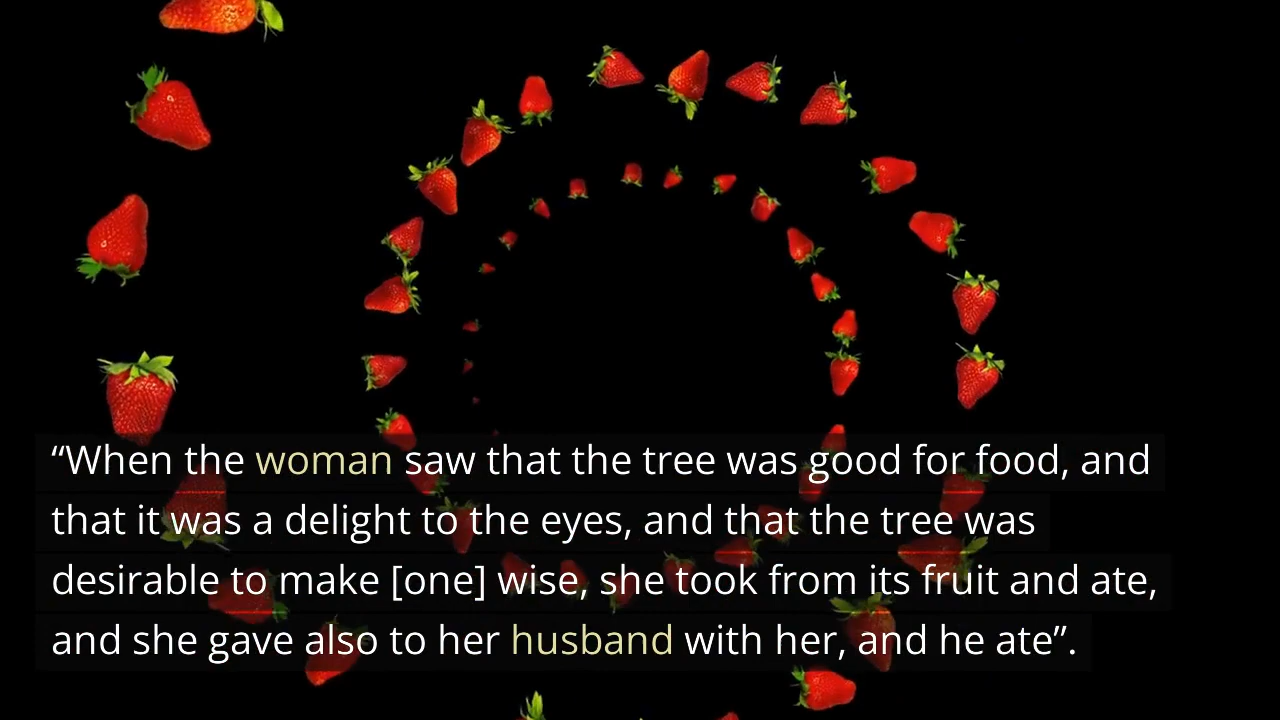 “When the woman saw that the tree was good for food, and
that it was a delight to the eyes, and that the tree was
desirable to make [one] wise, she took from its fruit and ate,
and she gave also to her husband with her, and he ate”.